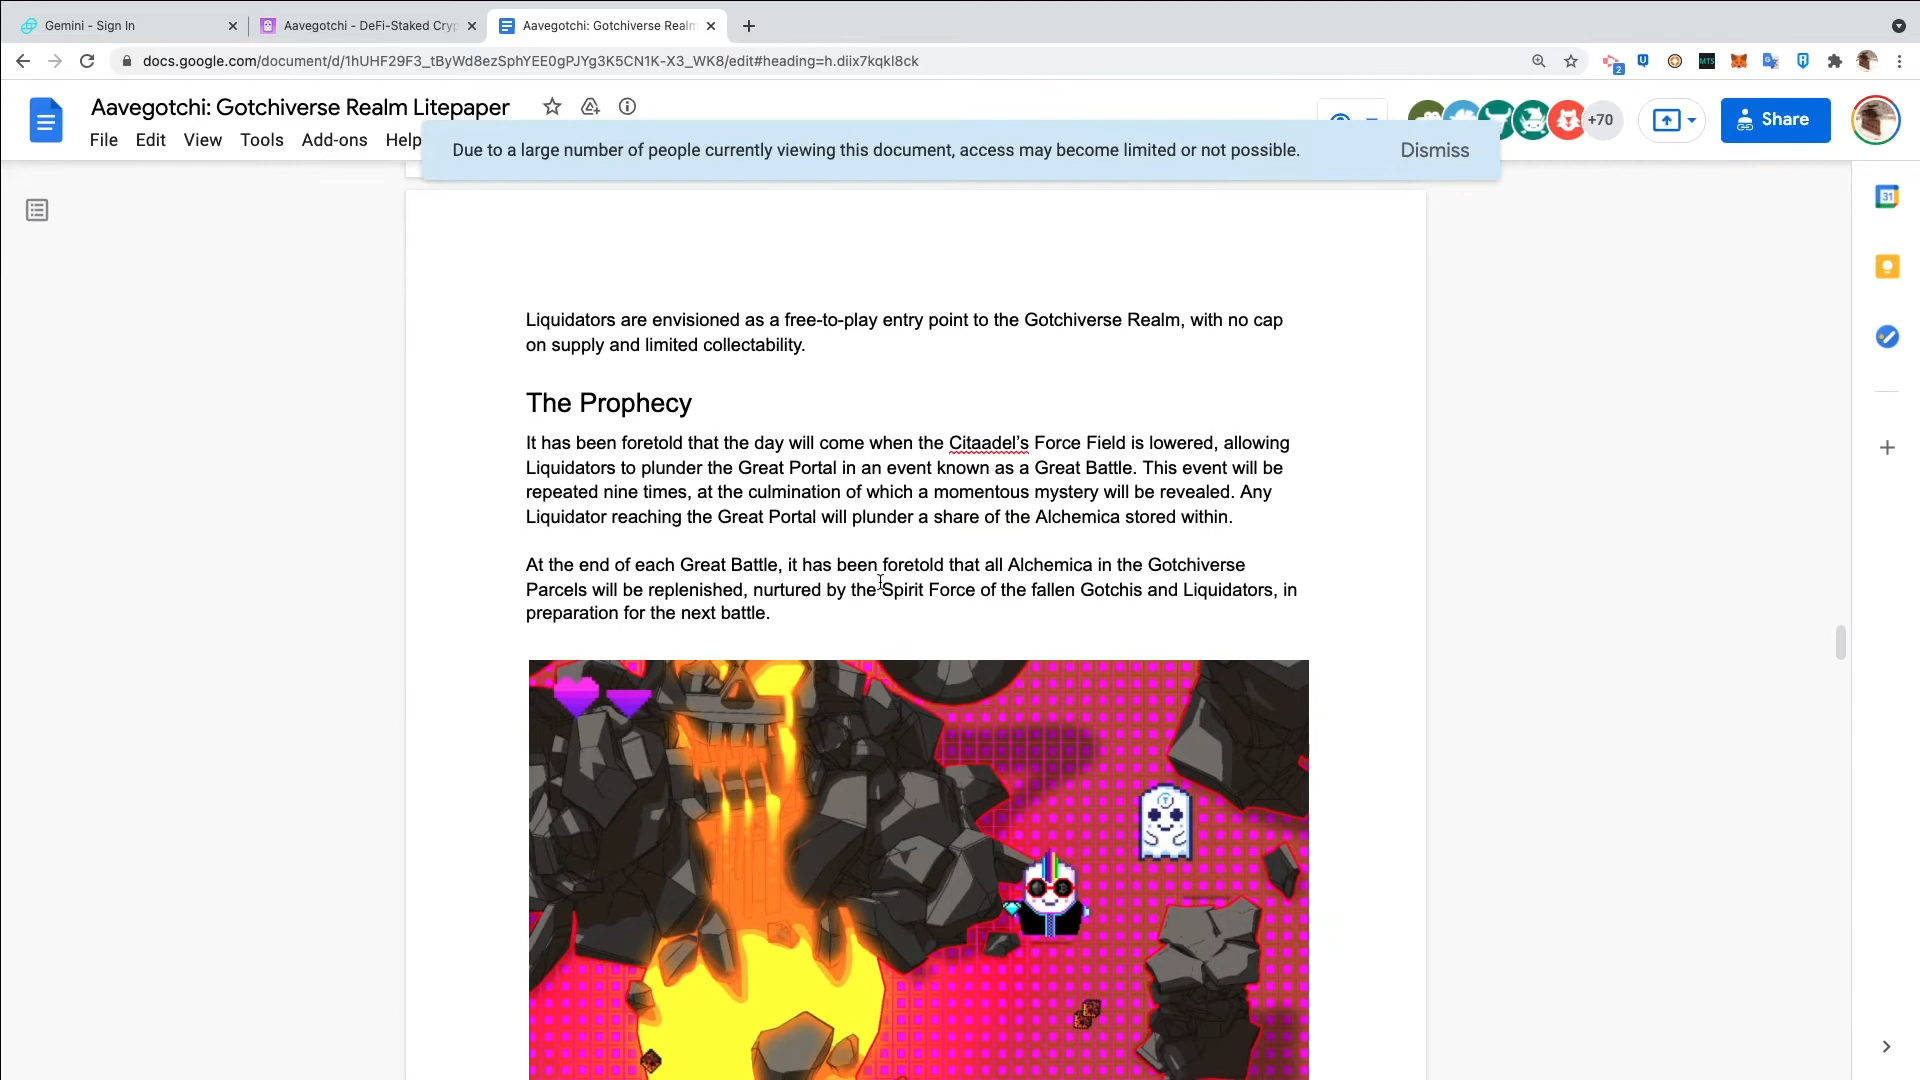 Gemini - Sign In
Aavegotchi - DeFi-Staked Cryp
Aavegotchi: Gotchiverse Realm
docs.google.com/document/d/1hUHF29F3_tByWd8ezSphYEE0gPJYg3K5CN1K-X3_WK8/edit#heading=h.diix7kqkl8ck
2
MTS
Aavegotchi: Gotchiverse Realm Litepaper
+70
Share
File Edit View Tools Add-ons Help
Due to a large number of people currently viewing this document, access may become limited or not possible.
Dismiss
31
Liquidators are envisioned as a free-to-play entry point to the Gotchiverse Realm, with no cap
on supply and limited collectability.
The Prophecy
It has been foretold that the day will come when the Citaadel’s Force Field is lowered, allowing
Liquidators to plunder the Great Portal in an event known as a Great Battle. This event will be
repeated nine times, at the culmination of which a momentous mystery will be revealed. Any
Liquidator reaching the Great Portal will plunder a share of the Alchemica stored within.
At the end of each Great Battle, it has been foretold that all Alchemica in the Gotchiverse
Parcels will be replenished, nurtured by the Spirit Force of the fallen Gotchis and Liquidators, in
preparation for the next battle.